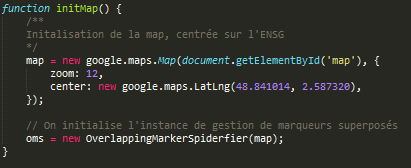 function initMap() {
    /**
    Initalisation de la map, centrée sur l'ENSG
    */
    map = new google.maps.Map(document.getElementById('map'), {
        zoom: 12,
        center: new google.maps.LatLng(48.841014, 2.587320),
    });

    // On initialise l'instance de gestion de marqueurs superposés
    oms = new OverlappingMarkerSpiderfier(map);
}